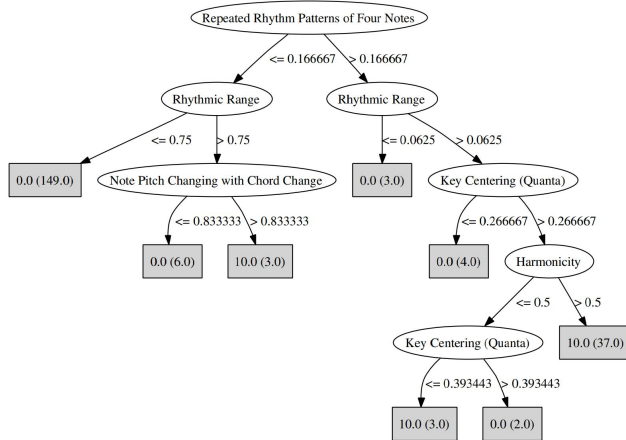 Repeated Rhythm Patterns of Four Notes
<= 0.166667 > 0.166667
Rhythmic Range Rhythmic Range
<= 0.75 > 0.75 <= 0.0625 > 0.0625
0.0 (149.0) Note Pitch Changing with Chord Change 0.0 (3.0) Key Centering (Quanta)
<= 0.833333 > 0.833333 <= 0.266667 > 0.266667
0.0 (6.0) 10.0 (3.0) 0.0 (4.0) Harmonicity
<= 0.5 > 0.5
Key Centering (Quanta) 10.0 (37.0)
<= 0.393443 > 0.393443
10.0 (3.0) 0.0 (2.0)